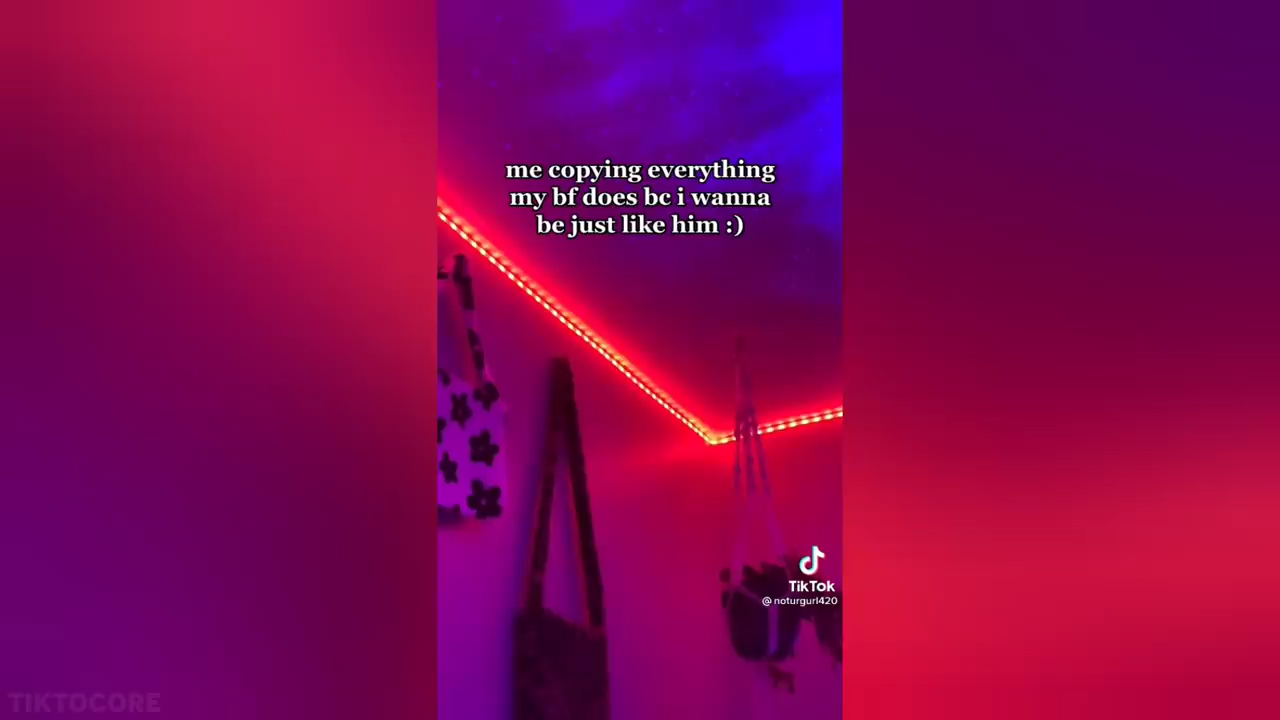 me copying everything
my bf does bc i wanna
be just like him :)
TikTok
@noturgurl420
TIKTOCORE